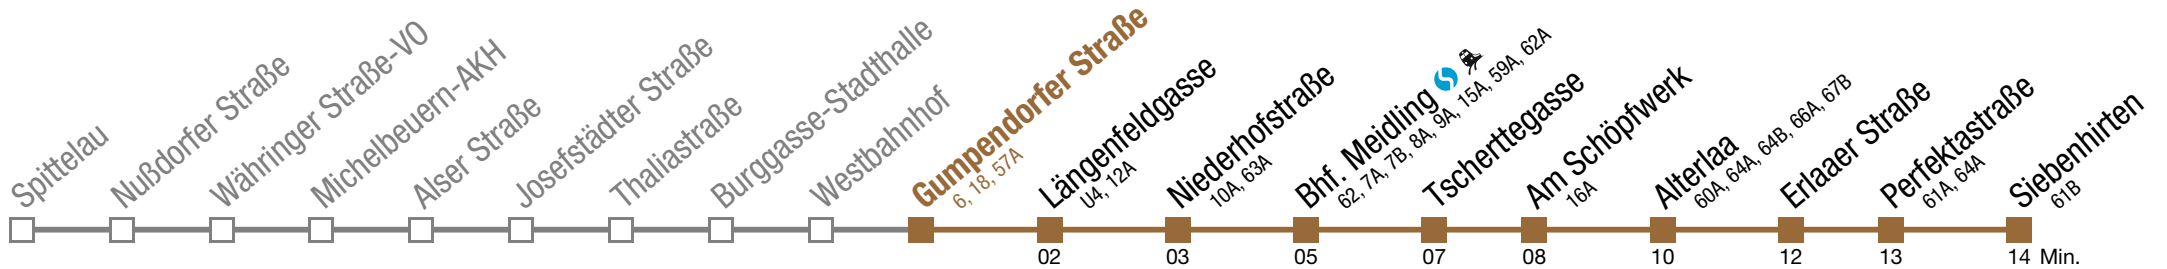 Spittelau
Nußdorfer Straße
Währinger Straße-VO
Michelbeuern-AKH
Alser Straße
Josefstädter Straße
Thaliastraße
Burggasse-Stadthalle
Westbahnhof
Gumpendorfer Straße
6, 18, 57A
Längenfeldgasse
U4, 12A
Niederhofstraße
10A, 63A
Bhf. Meidling
62, 7A, 7B, 8A, 9A, 15A, 59A, 62A
Tscherttegasse
Am Schöpfwerk
16A
Alterlaa
60A, 64A, 64B, 66A, 67B
Erlaaer Straße
Perfektastraße
61A, 64A
Siebenhirten
61B
02 03 05 07 08 10 12 13 14 Min.